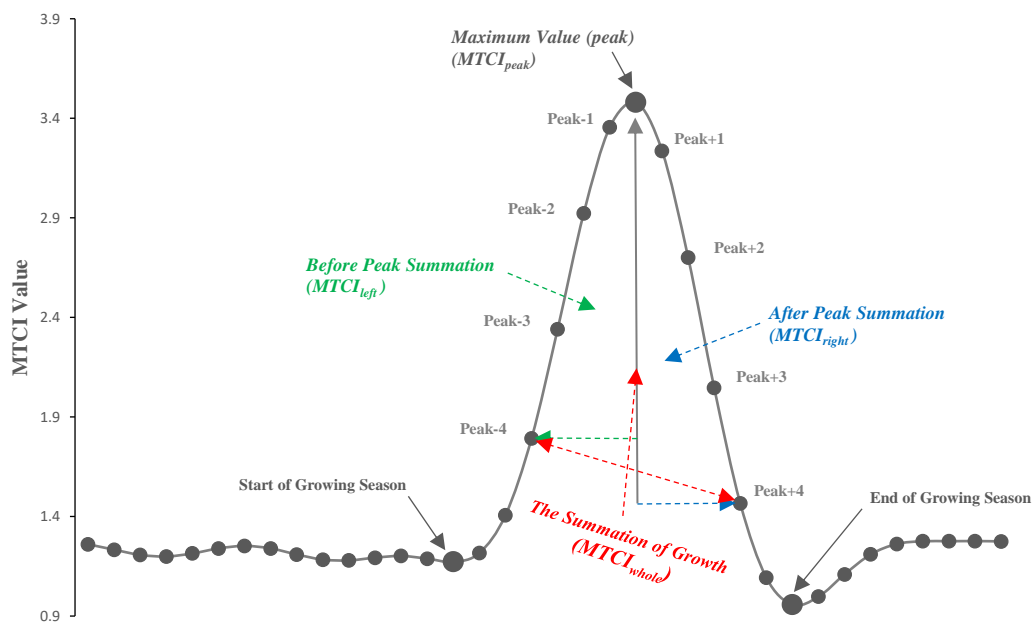 3.9
Maximum Value (peak)
(MTCIpeak)
3.4
Peak-1
Peak+1
2.9
Peak-2
Peak+2
Before Peak Summation
(MTCIleft)
After Peak Summation
(MTCIright)
2.4
Peak-3
MTCI Value
Peak+3
1.9
Peak-4
Start of Growing Season
Peak+4
End of Growing Season
1.4
The Summation of Growth
(MTCIwhole)
0.9